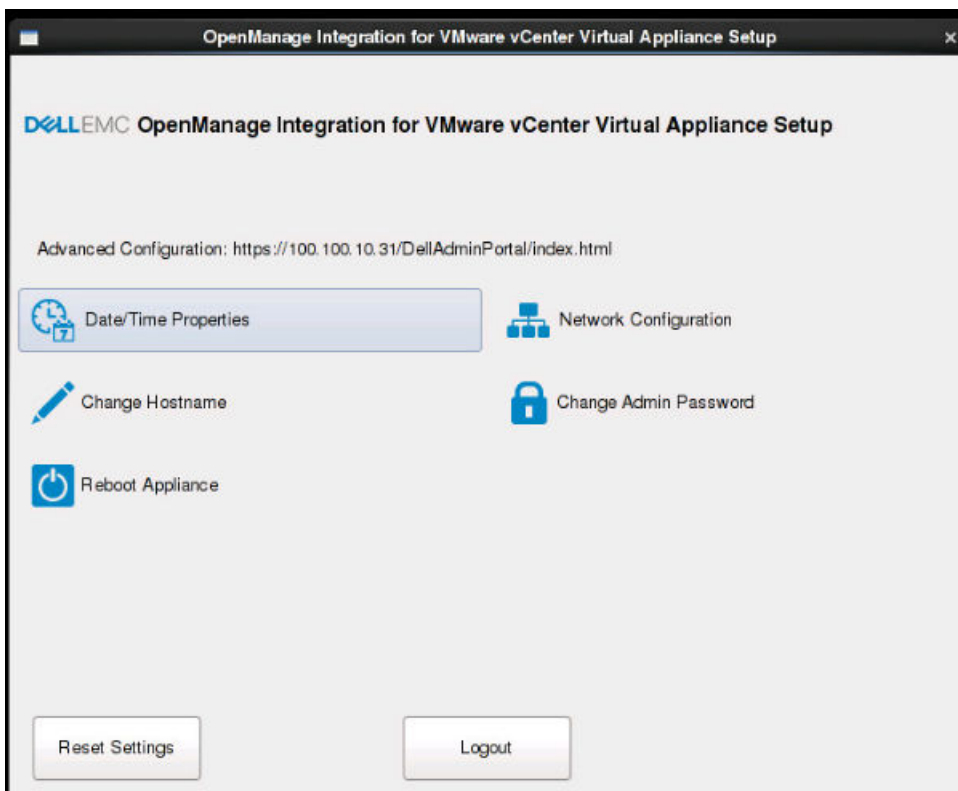 OpenManage Integration for VMware vCenter Virtual Appliance Setup
DELLEMC OpenManage Integration for VMware vCenter Virtual Appliance Setup
Advanced Configuration: https://100.100.10.31/DellAdminPortal/index.html
Date/Time Properties
Network Configuration
7
Change Hostname
Change Admin Password
Reboot Appliance
Reset Settings
Logout